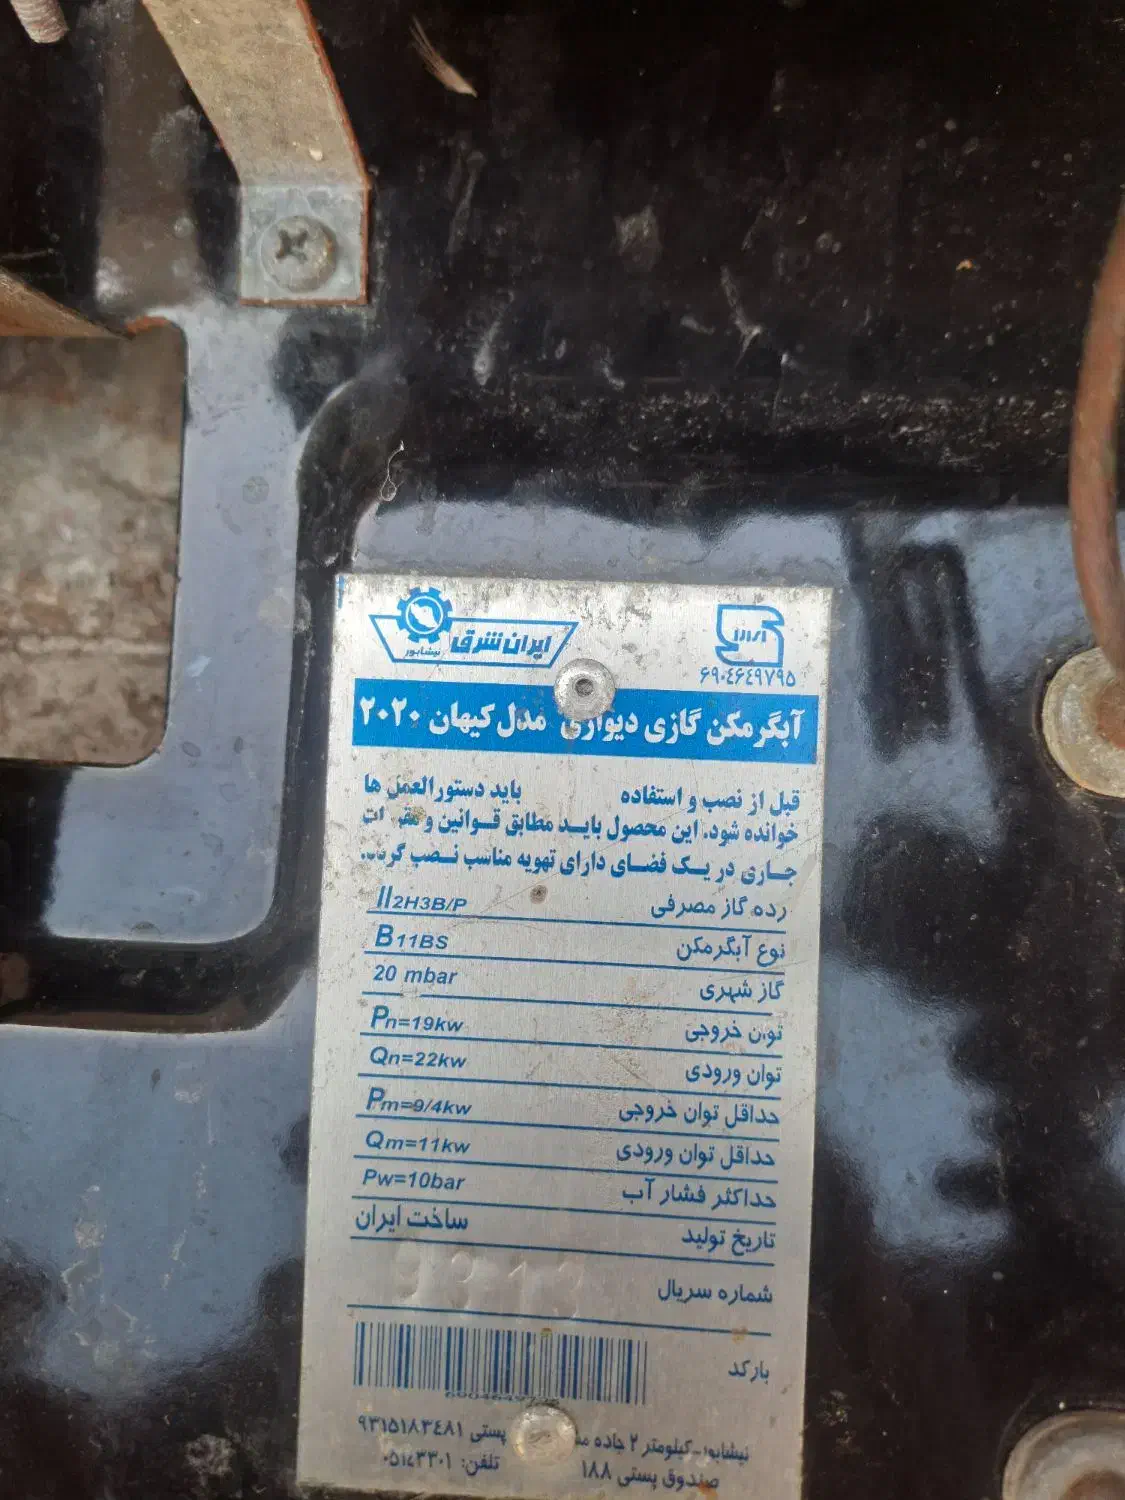 ایران شرق
نیشابور
۶۹۰٤۶٤۹۷۹۵
آبگرمکن گازی دیواری مدل کیهان ۲۰۲۰
قبل از نصب و استفاده باید دستورالعمل ها
خوانده شود. این محصول باید مطابق قوانین و مقررات
جاری در یک فضای دارای تهویه مناسب نصب گردد.
رده گاز مصرفی II2H3B/P
نوع آبگرمکن B11BS
گاز شهری 20 mbar
توان خروجی Pn=19kw
توان ورودی Qn=22kw
حداقل توان خروجی Pm=9/4kw
حداقل توان ورودی Qm=11kw
حداکثر فشار آب Pw=10bar
تاریخ تولید ساخت ایران
شماره سریال
بارکد
نیشابور-کیلومتر ۲ جاده پستی ۹۳۱۵۱۸۳٤۸۱
صندوق پستی ۱۸۸ تلفن: